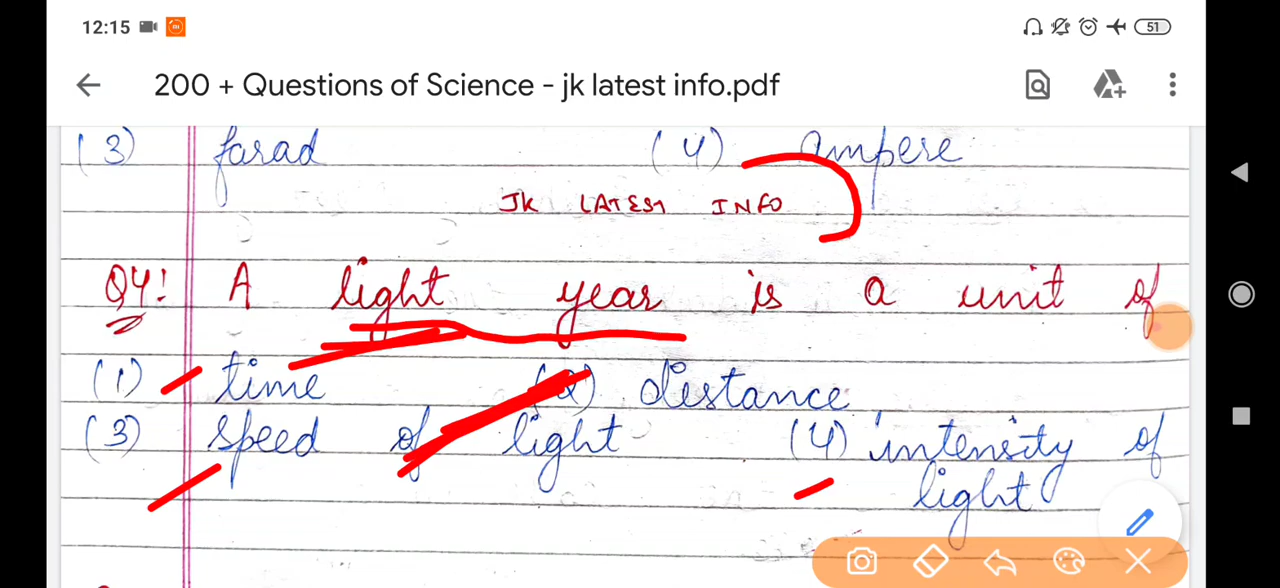 12:15 51
200 + Questions of Science - jk latest info.pdf
(3) farad (4) ampere
JK LATEST INFO
Q4! A light year is a unit of
(1) time (2) distance
(3) speed of light (4) intensity of
light